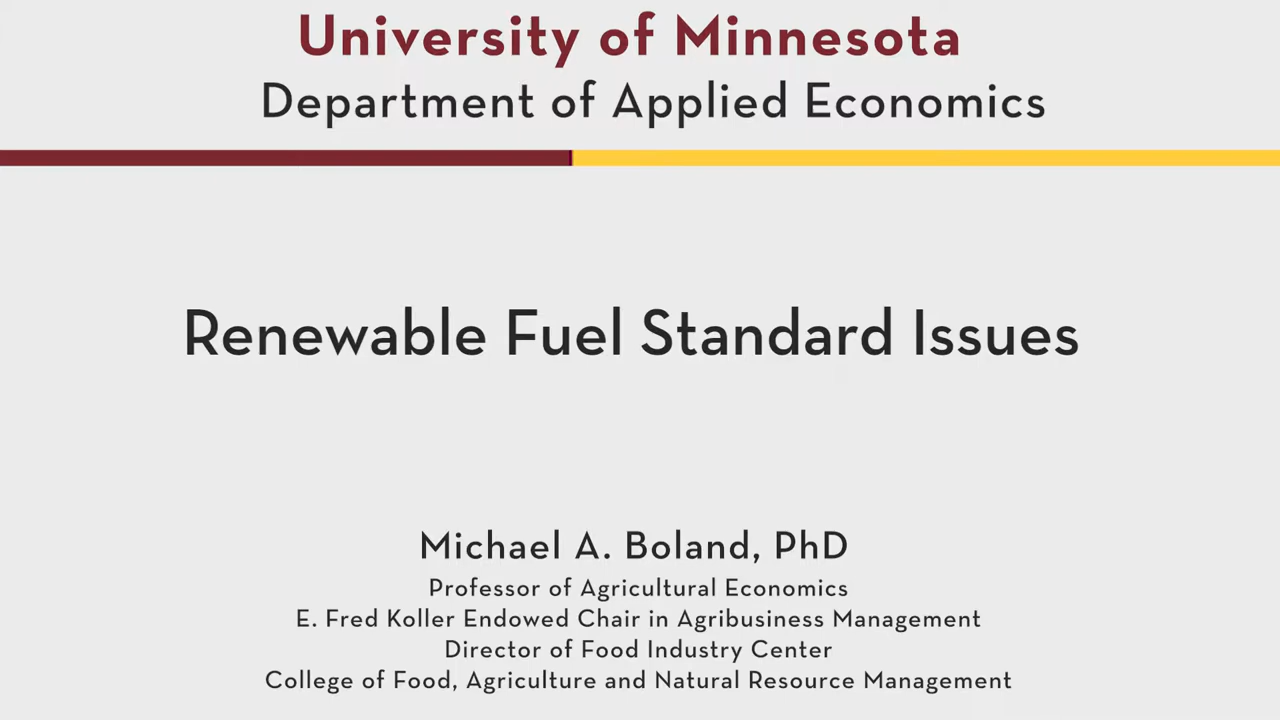 University of Minnesota
Department of Applied Economics
Renewable Fuel Standard Issues
Michael A. Boland, PhD
Professor of Agricultural Economics
E. Fred Koller Endowed Chair in Agribusiness Management
Director of Food Industry Center
College of Food, Agriculture and Natural Resource Management